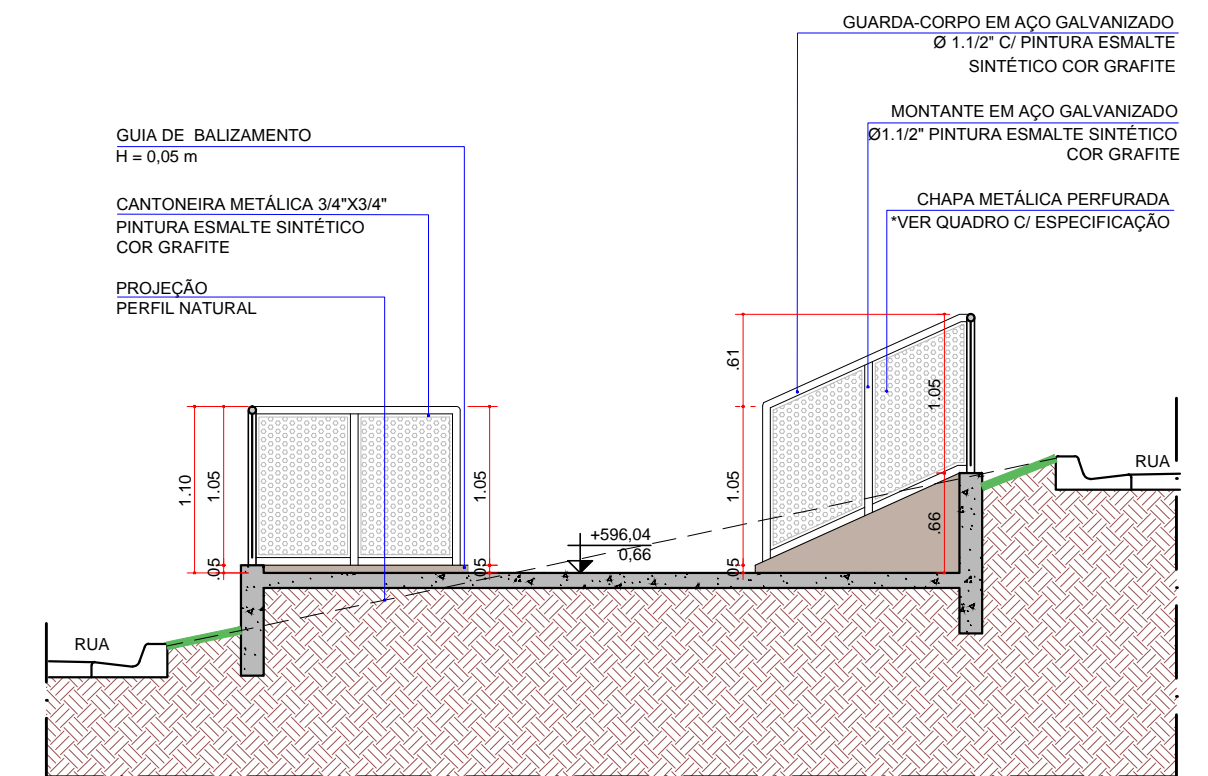 GUARDA-CORPO EM AÇO GALVANIZADO
Ø 1.1/2" C/ PINTURA ESMALTE
SINTÉTICO COR GRAFITE
MONTANTE EM AÇO GALVANIZADO
Ø1.1/2" PINTURA ESMALTE SINTÉTICO
COR GRAFITE
CHAPA METÁLICA PERFURADA
*VER QUADRO C/ ESPECIFICAÇÃO
GUIA DE BALIZAMENTO
H = 0,05 m
CANTONEIRA METÁLICA 3/4"X3/4"
PINTURA ESMALTE SINTÉTICO
COR GRAFITE
PROJEÇÃO
PERFIL NATURAL
.61
1.05
1.10
1.05
1.05
1.05
.66
.05
.05
.05
+596,04
0,66
RUA
RUA